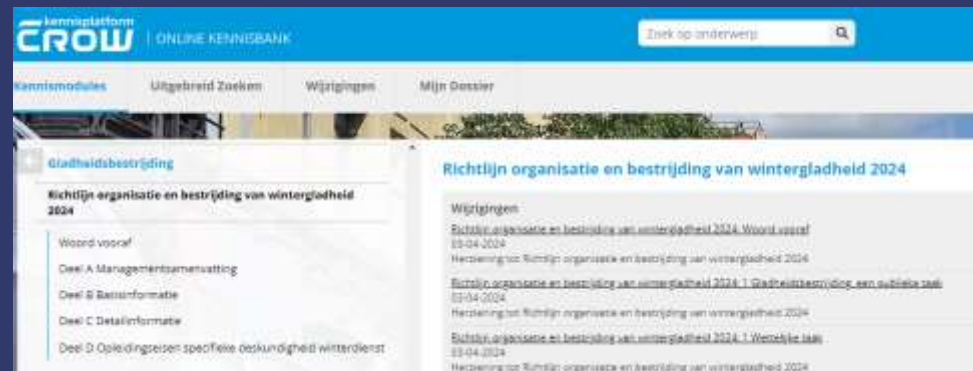 kennisplatform
CROW | ONLINE KENNISBANK
Zoek op onderwerp
Kennismodules Uitgebreid Zoeken Wijzigingen Mijn Dossier
Gladheidsbestrijding
Richtlijn organisatie en bestrijding van wintergladheid
2024
Woord vooraf
Deel A Managementsamenvatting
Deel B Basisinformatie
Deel C Detailinformatie
Deel D Opleidingseisen specifieke deskundigheid winterdienst
Richtlijn organisatie en bestrijding van wintergladheid 2024
Wijzigingen
Richtlijn organisatie en bestrijding van wintergladheid 2024: Woord vooraf
03-04-2024
Herziening tot Richtlijn organisatie en bestrijding van wintergladheid 2024
Richtlijn organisatie en bestrijding van wintergladheid 2024: 1 Gladheidsbestrijding, een publieke taak
03-04-2024
Herziening tot Richtlijn organisatie en bestrijding van wintergladheid 2024
Richtlijn organisatie en bestrijding van wintergladheid 2024: 1 Wettelijke taak
03-04-2024
Herziening tot Richtlijn organisatie en bestrijding van wintergladheid 2024